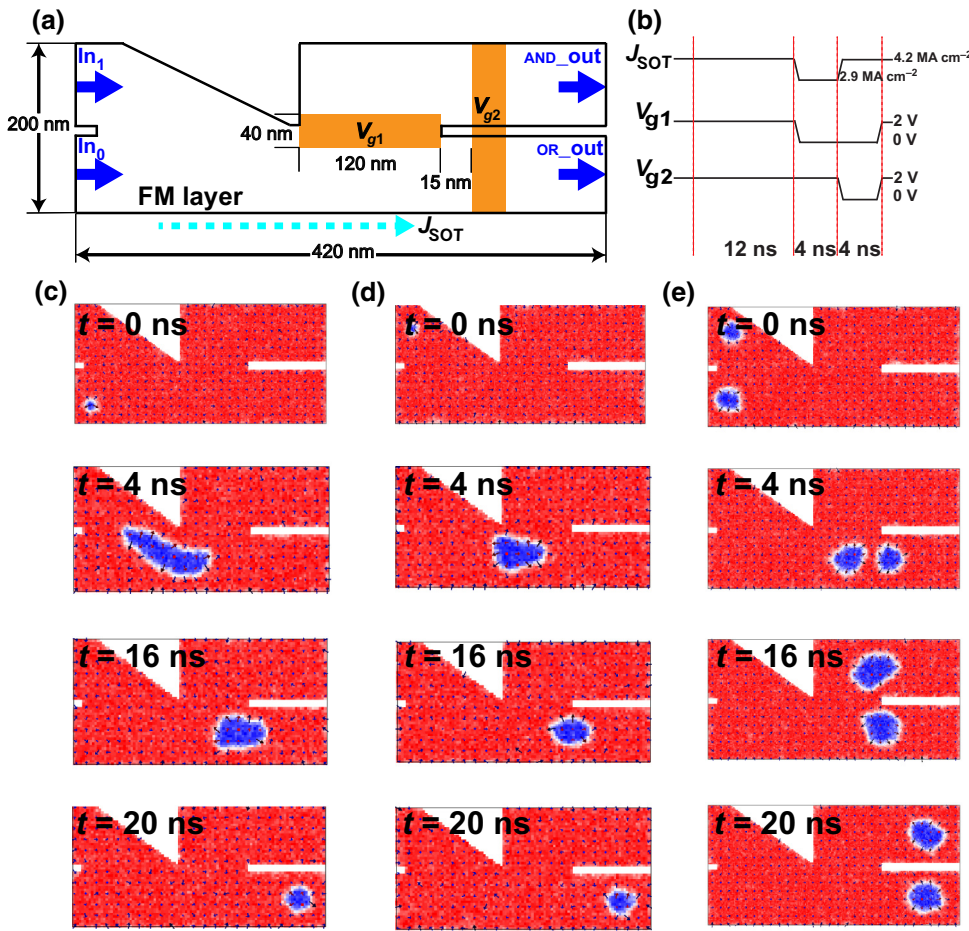 (a)
In1
AND_out
200 nm
40 nm
Vg1
Vg2
In0
120 nm
15 nm
OR_out
FM layer
JSOT
420 nm
(b)
JSOT
4.2 MA cm−2
2.9 MA cm−2
Vg1
2 V
0 V
Vg2
2 V
0 V
12 ns 4 ns 4 ns
(c) (d) (e)
t = 0 ns t = 0 ns t = 0 ns
t = 4 ns t = 4 ns t = 4 ns
t = 16 ns t = 16 ns t = 16 ns
t = 20 ns t = 20 ns t = 20 ns